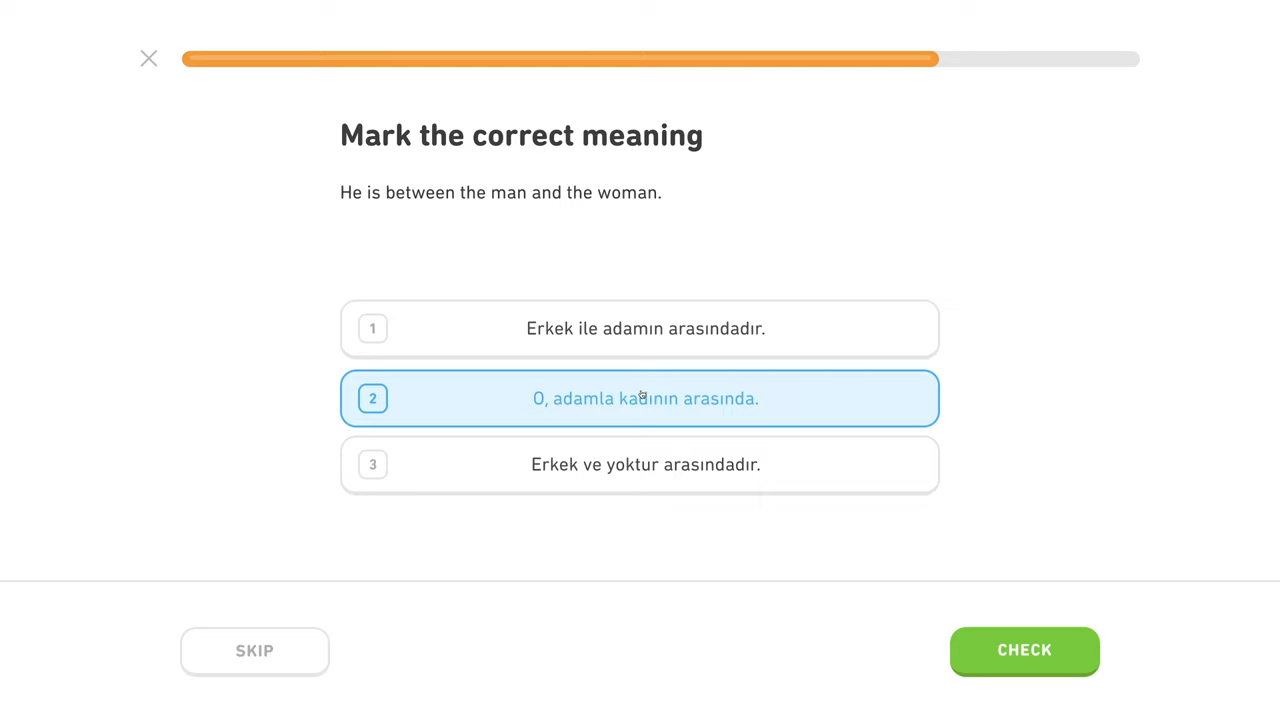 Mark the correct meaning
He is between the man and the woman.
1 Erkek ile adamın arasındadır.
2 O, adamla kadının arasında.
3 Erkek ve yoktur arasındadır.
SKIP
CHECK